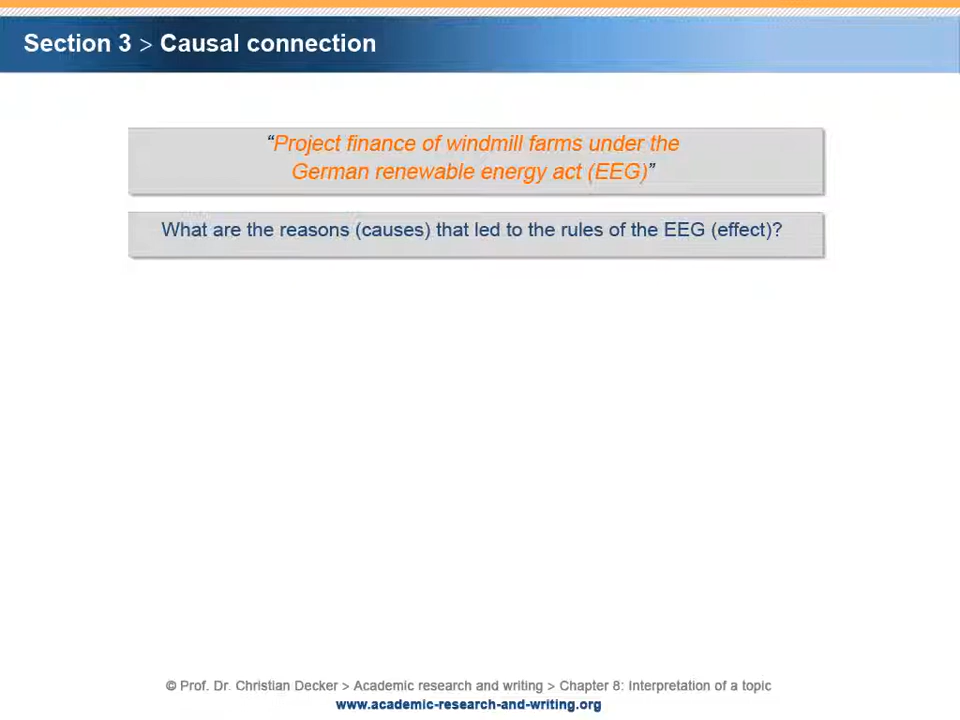 Section 3 > Causal connection
“Project finance of windmill farms under the
German renewable energy act (EEG)”
What are the reasons (causes) that led to the rules of the EEG (effect)?
© Prof. Dr. Christian Decker > Academic research and writing > Chapter 8: Interpretation of a topic
www.academic-research-and-writing.org